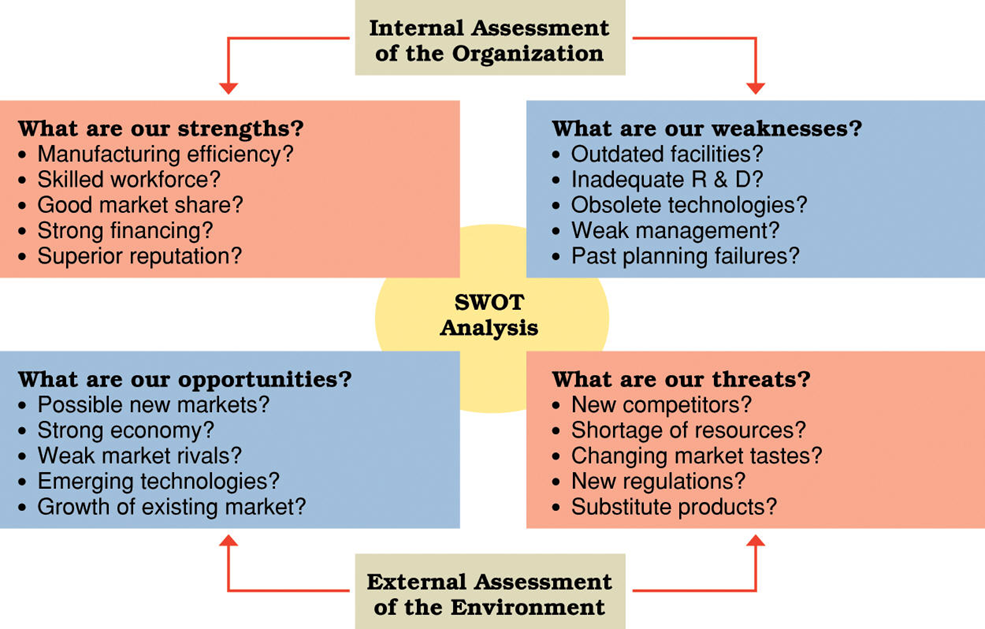 Internal Assessment
of the Organization
What are our strengths?
• Manufacturing efficiency?
• Skilled workforce?
• Good market share?
• Strong financing?
• Superior reputation?
What are our weaknesses?
• Outdated facilities?
• Inadequate R & D?
• Obsolete technologies?
• Weak management?
• Past planning failures?
SWOT
Analysis
What are our opportunities?
• Possible new markets?
• Strong economy?
• Weak market rivals?
• Emerging technologies?
• Growth of existing market?
What are our threats?
• New competitors?
• Shortage of resources?
• Changing market tastes?
• New regulations?
• Substitute products?
External Assessment
of the Environment